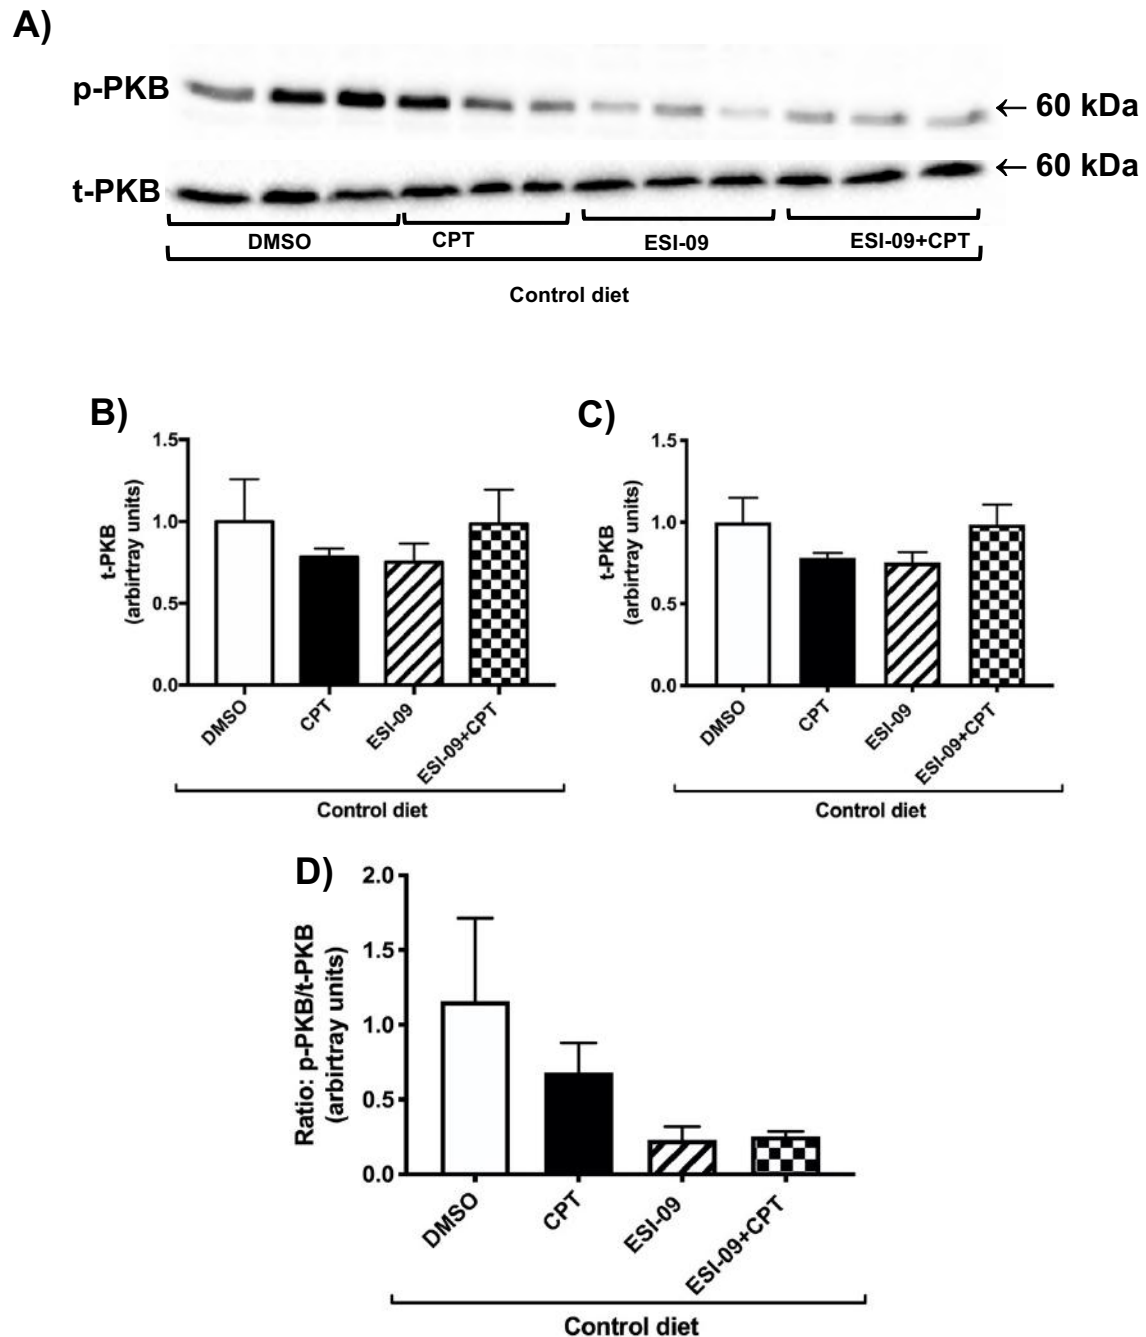 A)
p-PKB
← 60 kDa
← 60 kDa
t-PKB
DMSO CPT ESI-09 ESI-09+CPT
Control diet
B)
1.5
1.0
0.5
0.0
t-PKB
(arbirtray units)
DMSO
CPT
ESI-09
ESI-09+CPT
Control diet
C)
1.5
1.0
0.5
0.0
t-PKB
(arbirtray units)
DMSO
CPT
ESI-09
ESI-09+CPT
Control diet
D)
2.0
1.5
1.0
0.5
0.0
Ratio: p-PKB/t-PKB
(arbirtray units)
DMSO
CPT
ESI-09
ESI-09+CPT
Control diet